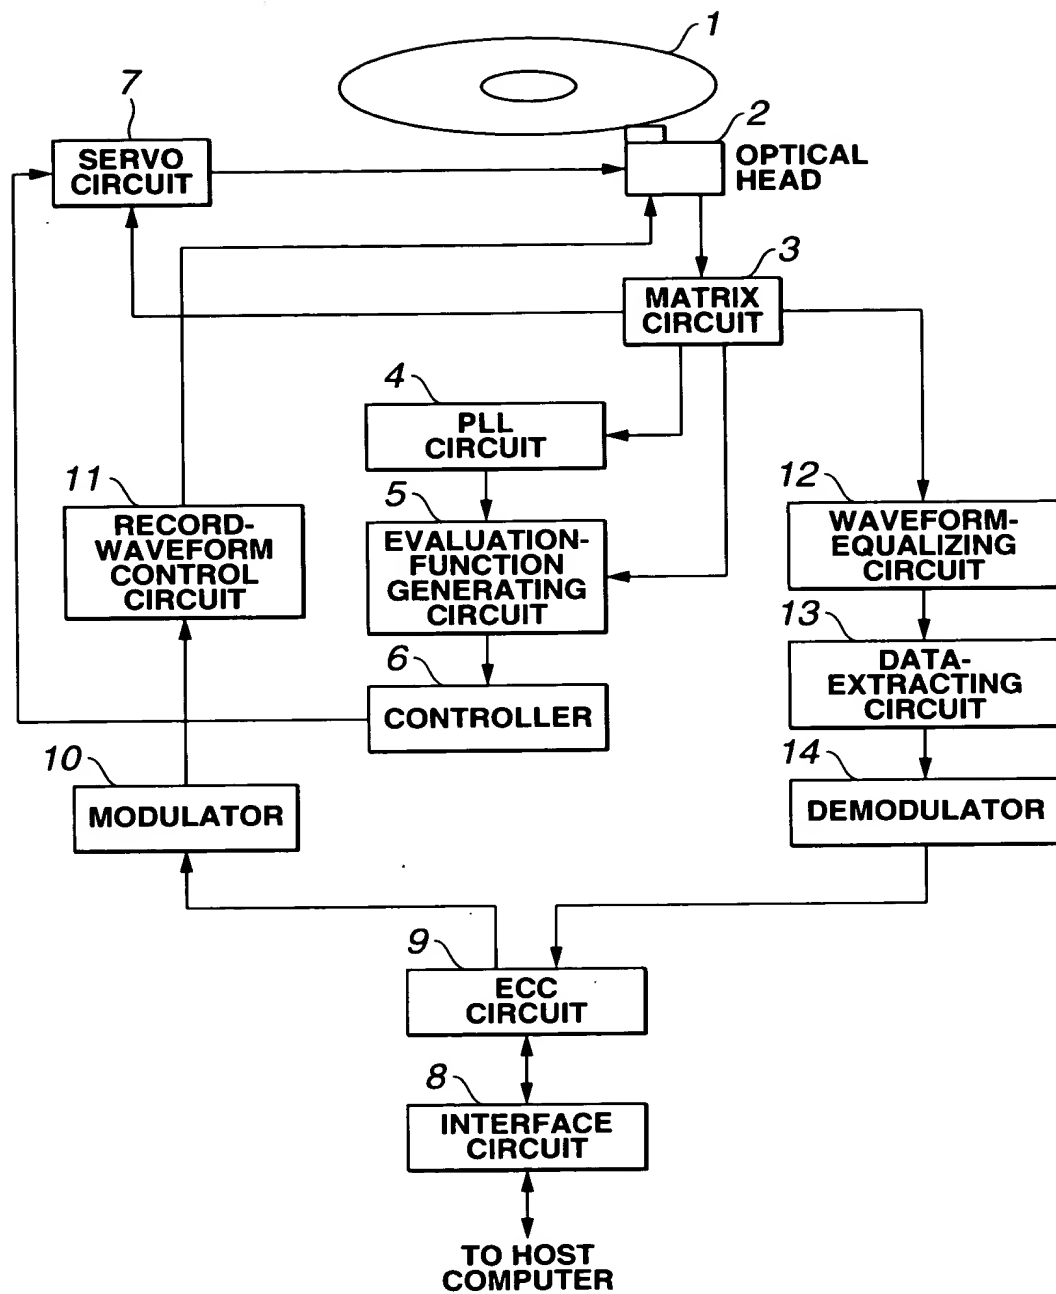 1
7
2
SERVO
CIRCUIT
OPTICAL
HEAD
3
MATRIX
CIRCUIT
4
PLL
CIRCUIT
11
5
12
RECORD-
WAVEFORM
CONTROL
CIRCUIT
EVALUATION-
FUNCTION
GENERATING
CIRCUIT
WAVEFORM-
EQUALIZING
CIRCUIT
13
6
DATA-
EXTRACTING
CIRCUIT
CONTROLLER
10
14
MODULATOR
DEMODULATOR
9
ECC
CIRCUIT
8
INTERFACE
CIRCUIT
TO HOST
COMPUTER